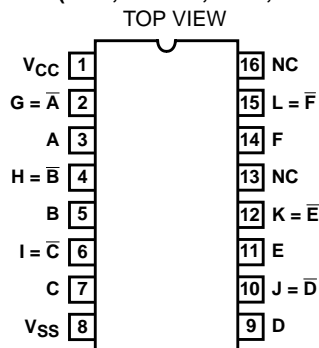 TOP VIEW
VCC 1 16 NC
G = A̅ 2 15 L = F̅
A 3 14 F
H = B̅ 4 13 NC
B 5 12 K = E̅
I = C̅ 6 11 E
C 7 10 J = D̅
VSS 8 9 D